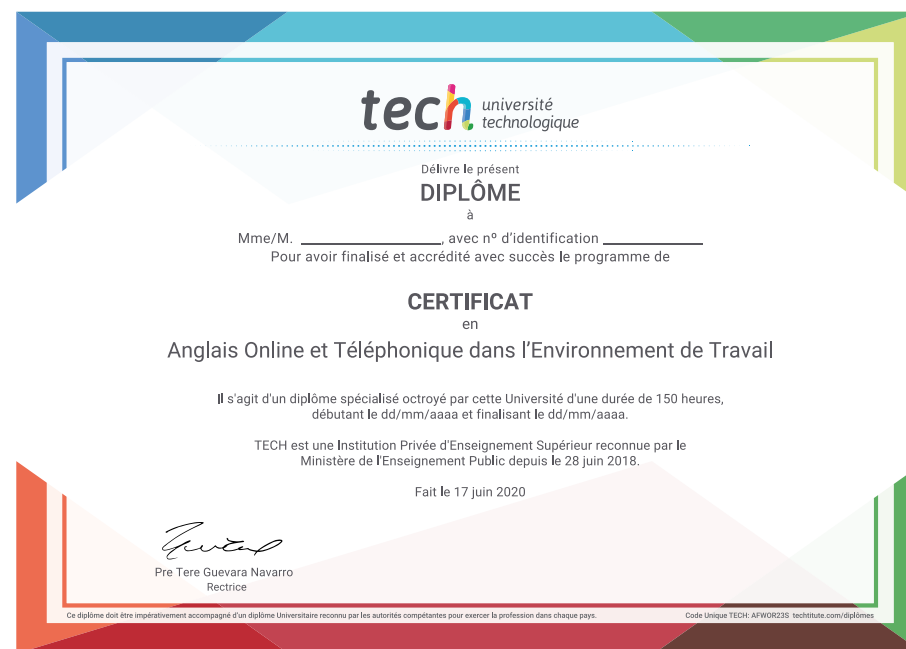 tech université
technologique
Délivre le présent
DIPLÔME
à
Mme/M. ____________________, avec nº d'identification ______________
Pour avoir finalisé et accrédité avec succès le programme de
CERTIFICAT
en
Anglais Online et Téléphonique dans l'Environnement de Travail
Il s'agit d'un diplôme spécialisé octroyé par cette Université d'une durée de 150 heures,
débutant le dd/mm/aaaa et finalisant le dd/mm/aaaa.
TECH est une Institution Privée d'Enseignement Supérieur reconnue par le
Ministère de l'Enseignement Public depuis le 28 juin 2018.
Fait le 17 juin 2020
Pre Tere Guevara Navarro
Rectrice
Ce diplôme doit être impérativement accompagné d'un diplôme Universitaire reconnu par les autorités compétentes pour exercer la profession dans chaque pays.
Code Unique TECH: AFWOR23S techtitute.com/diplômes